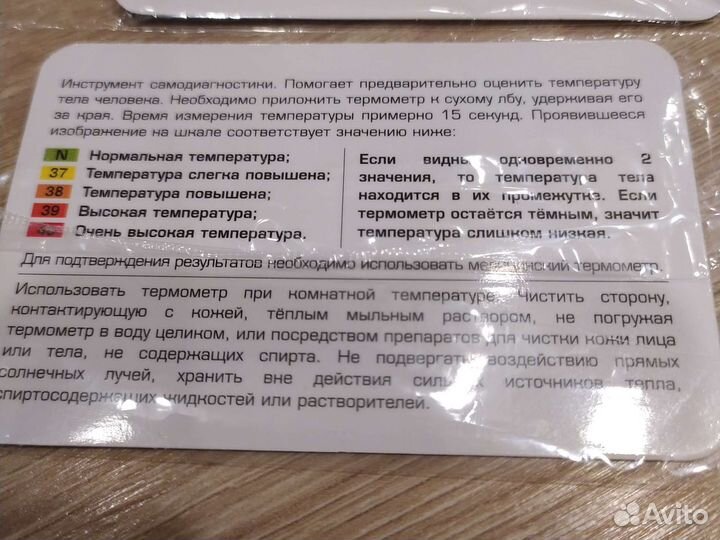 Инструмент самодиагностики. Помогает предварительно оценить температуру
тела человека. Необходимо приложить термометр к сухому лбу, удерживая его
за края. Время измерения температуры примерно 15 секунд. Проявившееся
изображение на шкале соответствует значению ниже:
N Нормальная температура;
37 Температура слегка повышена;
38 Температура повышена;
39 Высокая температура;
Очень высокая температура.
Если видны одновременно 2
значения, то температура тела
находится в их промежутке. Если
термометр остаётся тёмным, значит
температура слишком низкая.
Для подтверждения результатов необходимо использовать медицинский термометр.
Использовать термометр при комнатной температуре. Чистить сторону,
контактирующую с кожей, тёплым мыльным раствором, не погружая
термометр в воду целиком, или посредством препаратов для чистки кожи лица
или тела, не содержащих спирта. Не подвергать воздействию прямых
солнечных лучей, хранить вне действия сильных источников тепла,
спиртосодержащих жидкостей или растворителей.
Avito